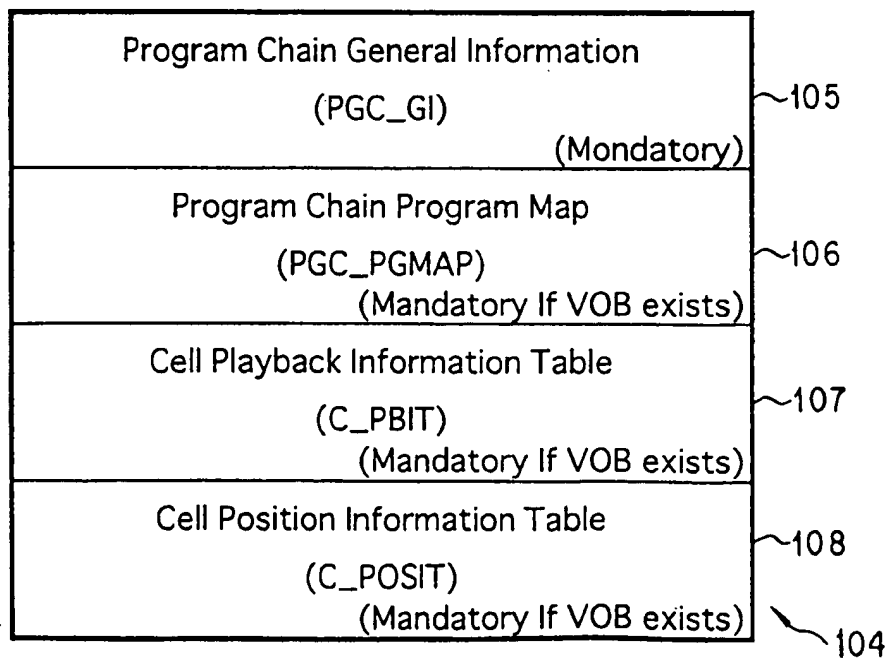 Program Chain General Information
(PGC_GI)
(Mondatory)
105
Program Chain Program Map
(PGC_PGMAP)
(Mandatory If VOB exists)
106
Cell Playback Information Table
(C_PBIT)
(Mandatory If VOB exists)
107
Cell Position Information Table
(C_POSIT)
(Mandatory If VOB exists)
108
104